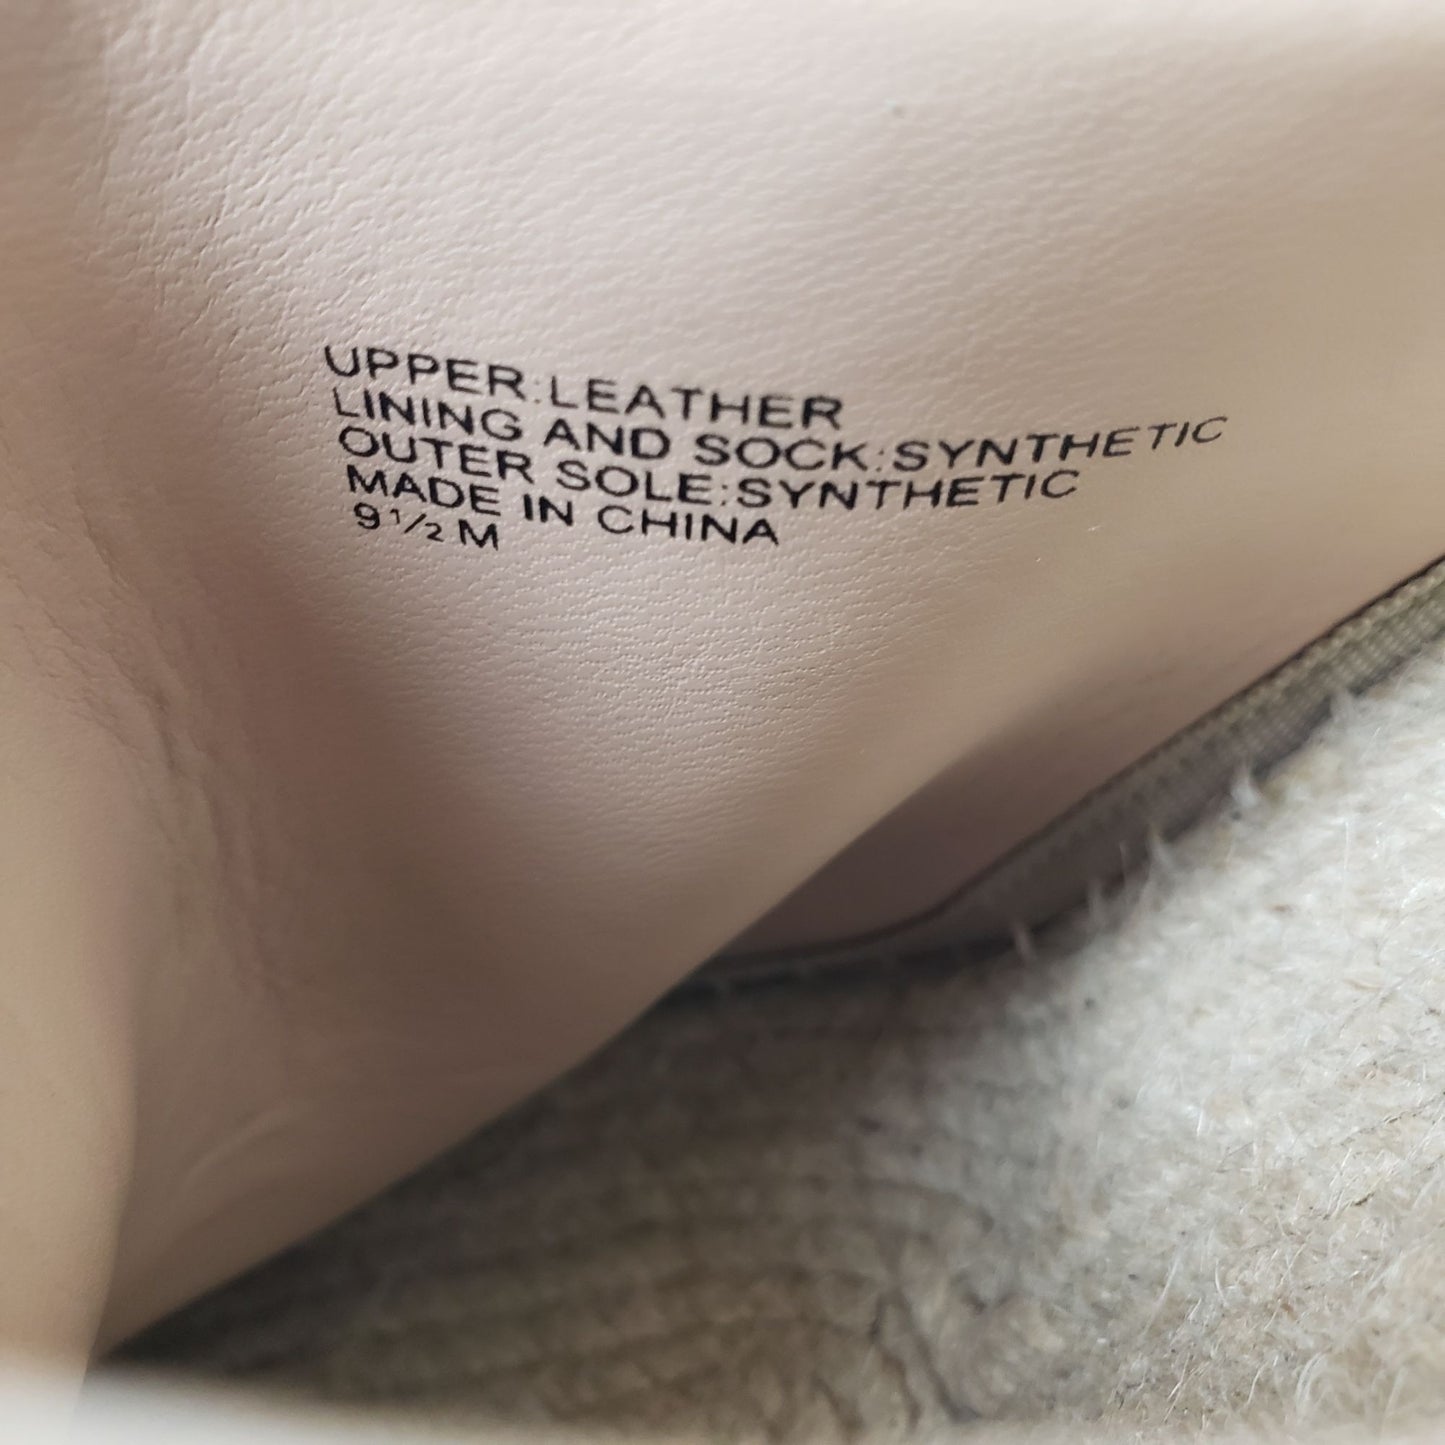 UPPER:LEATHER
LINING AND SOCK:SYNTHETIC
OUTER SOLE:SYNTHETIC
MADE IN CHINA
9 1/2 M